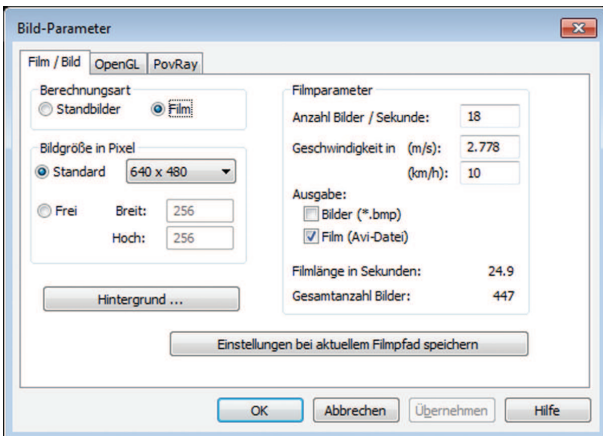 Bild-Parameter
Film / Bild OpenGL PovRay
Berechnungsart
Standbilder Film
Bildgröße in Pixel
Standard 640 x 480
Frei Breit: 256
Hoch: 256
Hintergrund ...
Filmparameter
Anzahl Bilder / Sekunde: 18
Geschwindigkeit in (m/s): 2.778
(km/h): 10
Ausgabe:
Bilder (*.bmp)
Film (Avi-Datei)
Filmlänge in Sekunden: 24.9
Gesamtanzahl Bilder: 447
Einstellungen bei aktuellem Filmpfad speichern
OK Abbrechen Übernehmen Hilfe